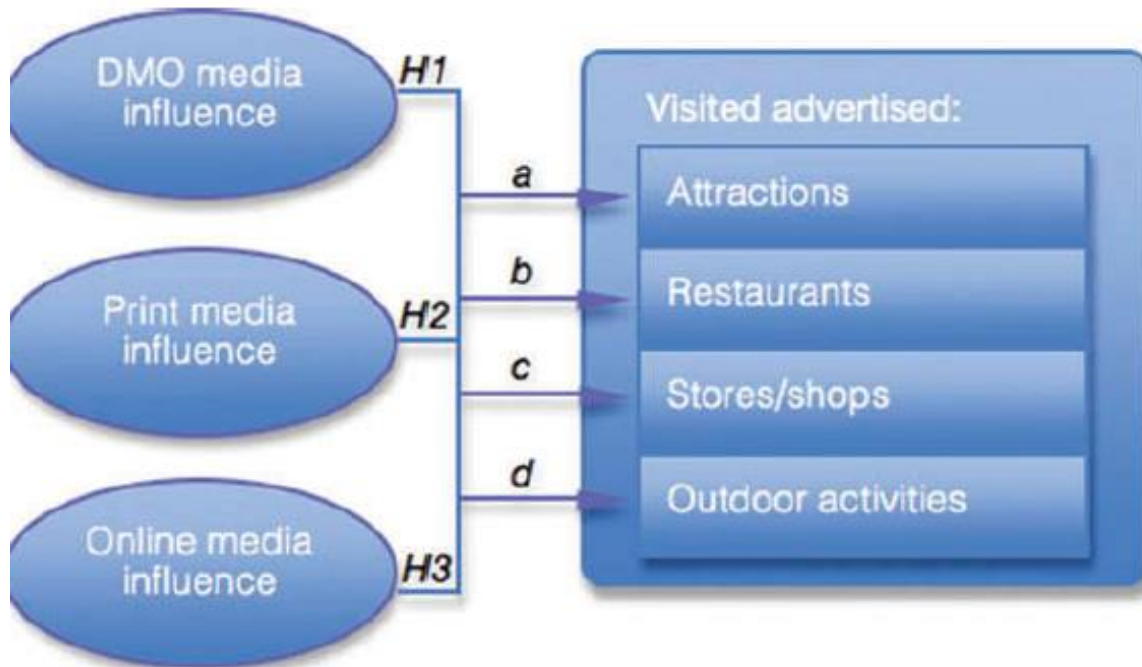 DMO media
influence
H1
Print media
influence
H2
Online media
influence
H3
a
b
c
d
Visited advertised:
Attractions
Restaurants
Stores/shops
Outdoor activities